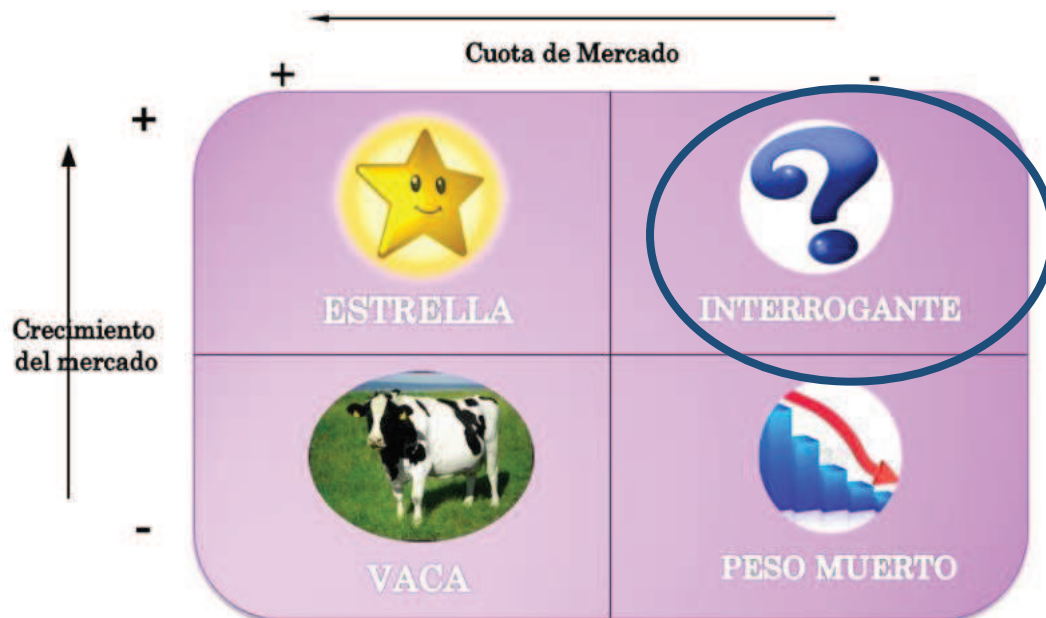 Cuota de Mercado
+ -
+
ESTRELLA
INTERROGANTE
Crecimiento
del mercado
-
VACA
PESO MUERTO